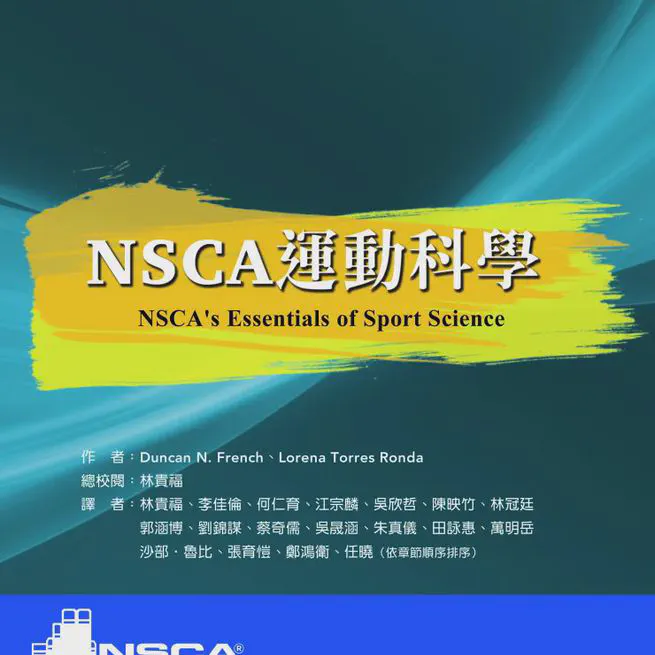 NSCA運動科學
NSCA's Essentials of Sport Science
作　者：Duncan N. French、Lorena Torres Ronda
總校閱：林貴福
譯　者：林貴福、李佳倫、何仁育、江宗麟、吳欣哲、陳映竹、林冠廷
郭涵博、劉錦謀、蔡奇儒、吳晟涵、朱真儀、田詠惠、萬明岳
沙部．魯比、張育愷、鄭鴻衛、任曉（依章節順序排序）
NSCA®